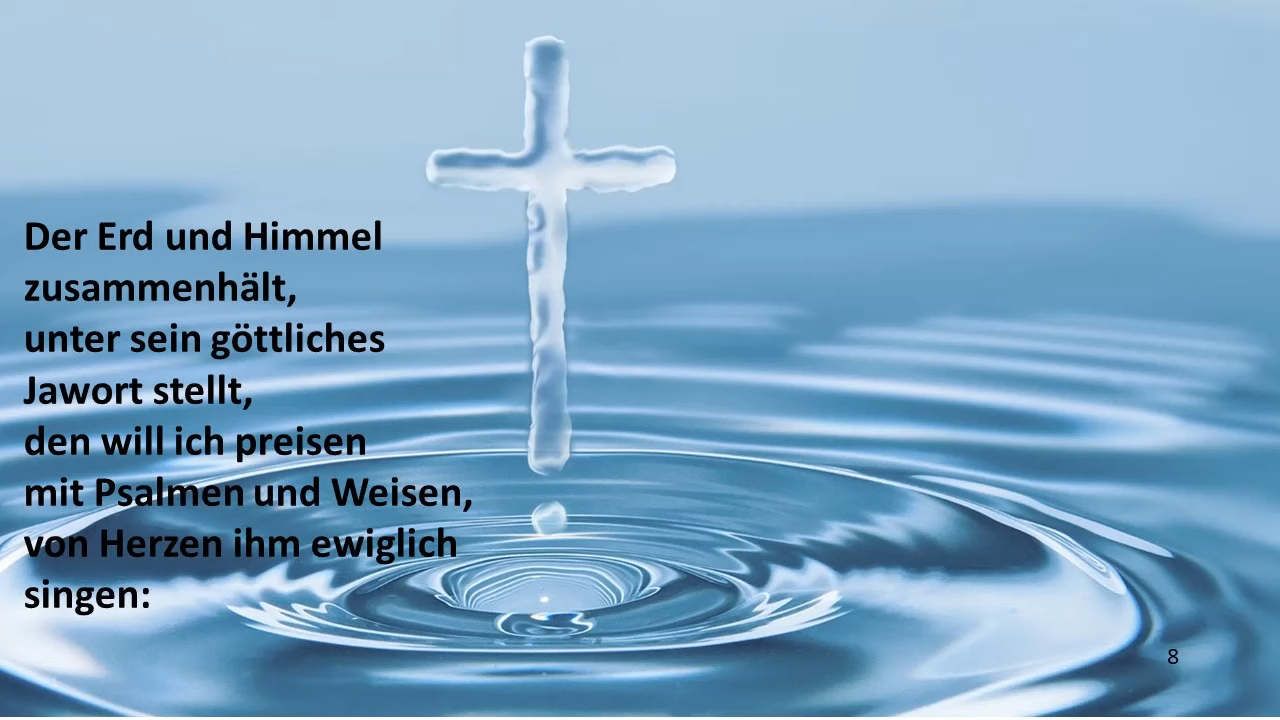 Der Erd und Himmel
zusammenhält,
unter sein göttliches
Jawort stellt,
den will ich preisen
mit Psalmen und Weisen,
von Herzen ihm ewiglich
singen:
8